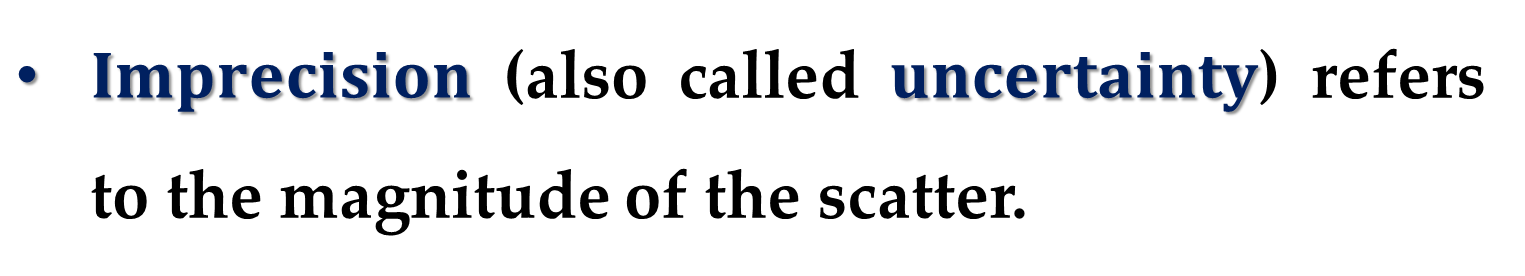 • Imprecision (also called uncertainty) refers
to the magnitude of the scatter.